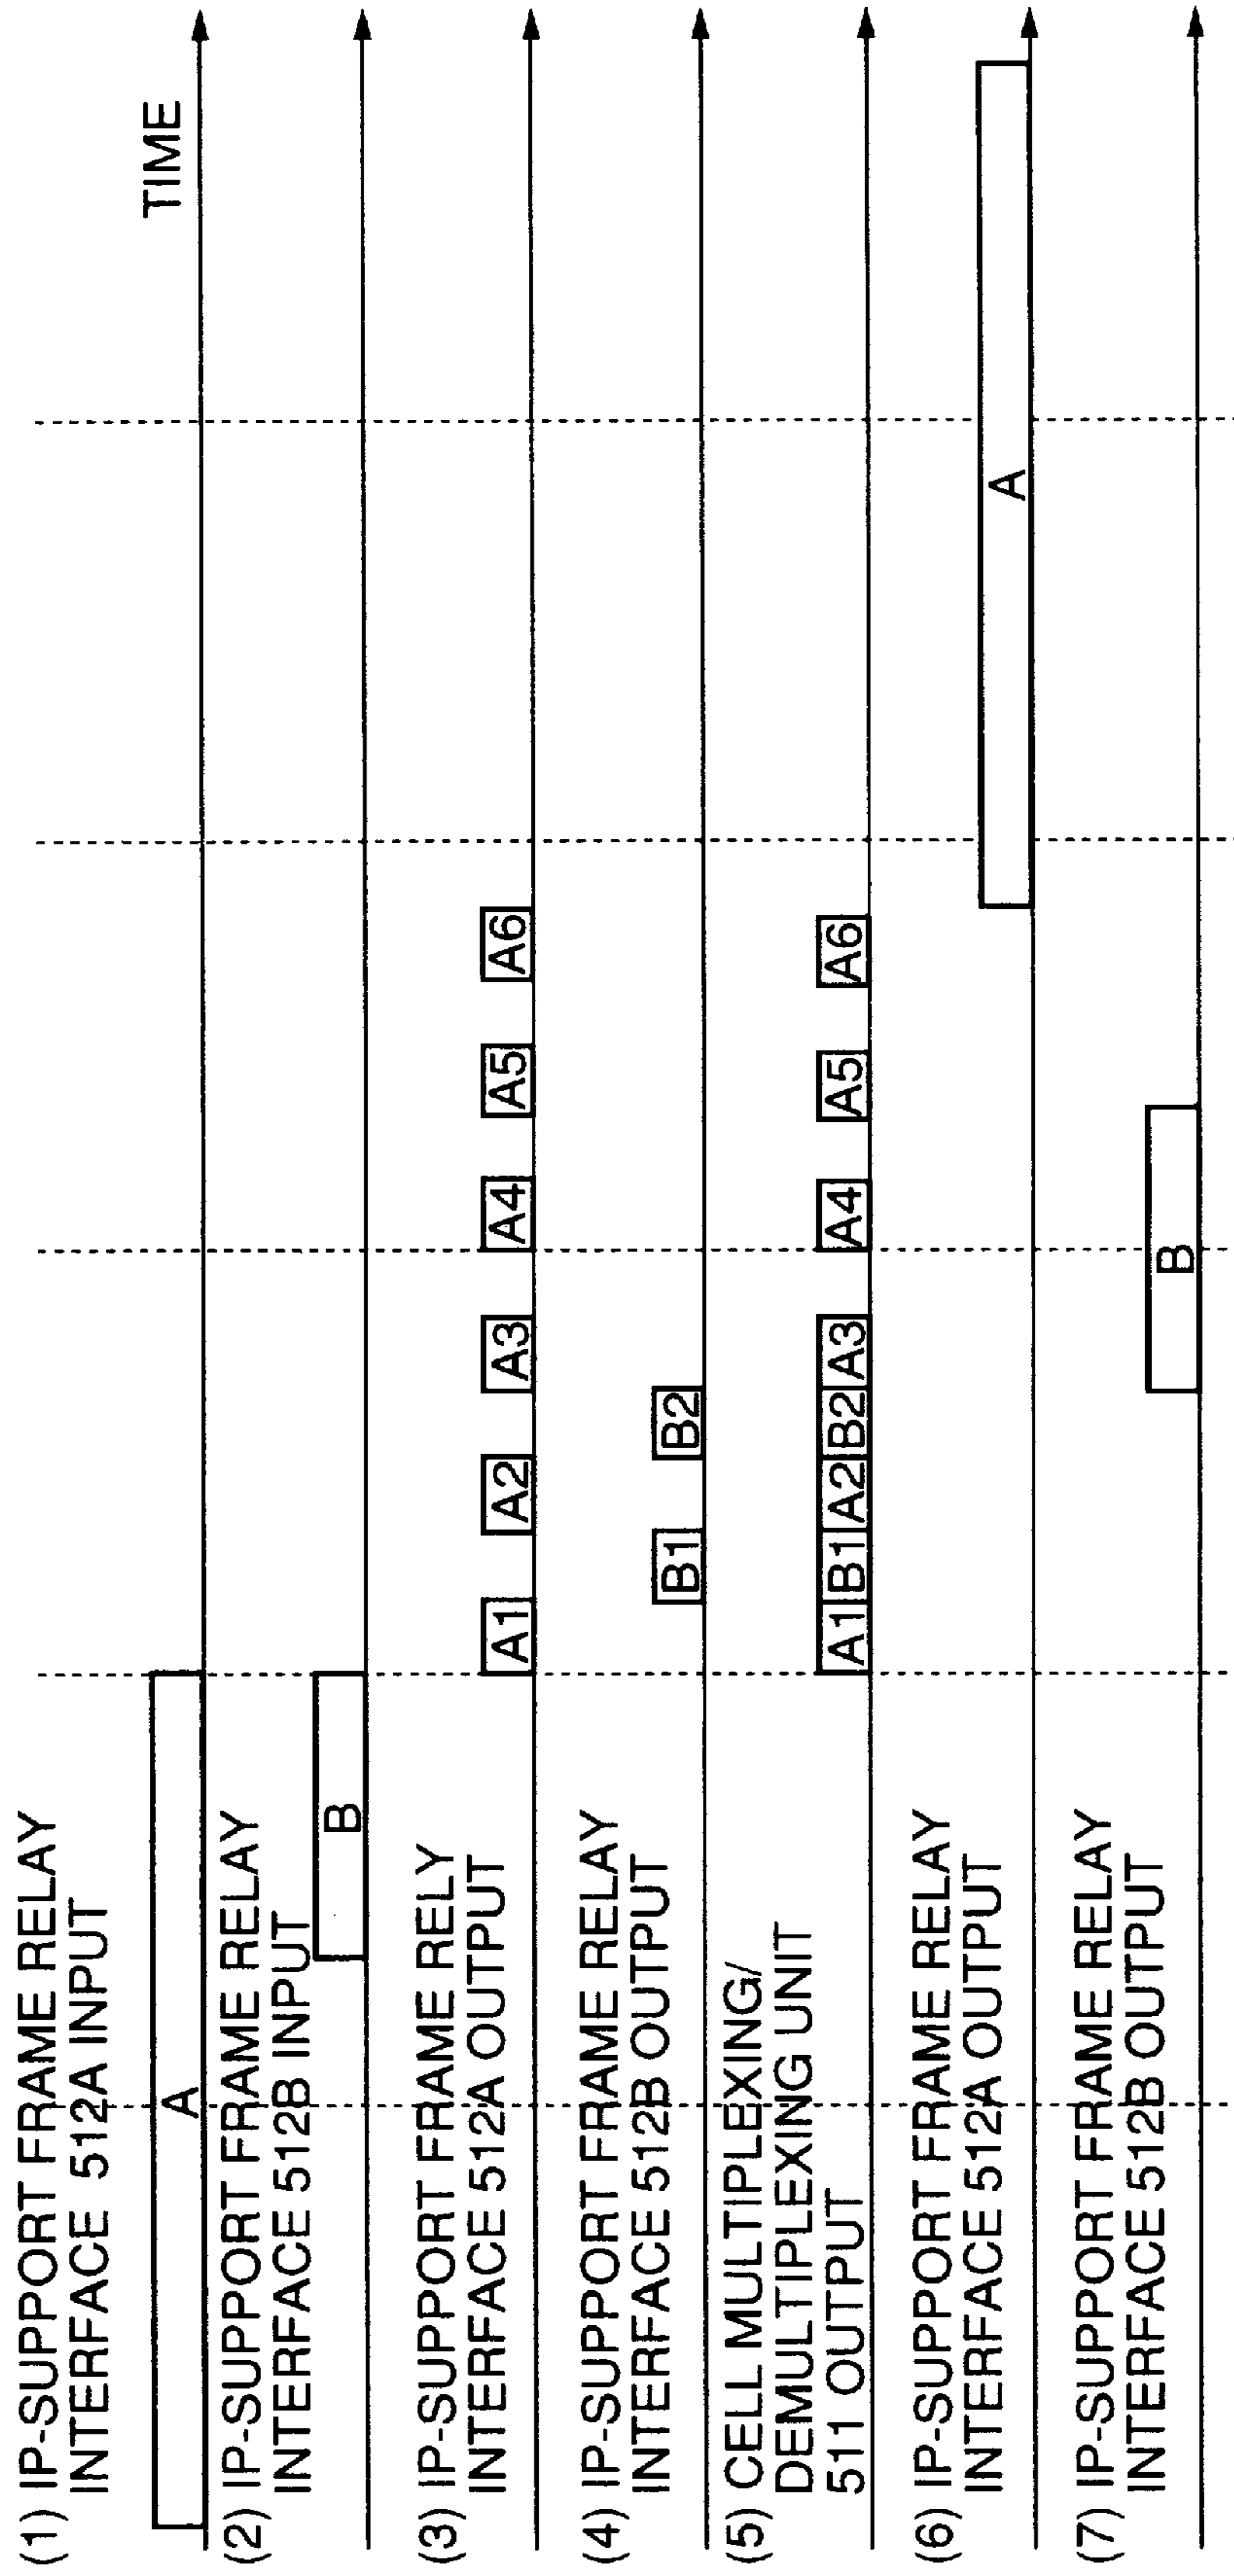 (1) IP-SUPPORT FRAME RELAY
INTERFACE 512A INPUT
A
TIME
(2) IP-SUPPORT FRAME RELAY
INTERFACE 512B INPUT
B
(3) IP-SUPPORT FRAME RELY
INTERFACE 512A OUTPUT
A1 A2 A3 A4 A5 A6
(4) IP-SUPPORT FRAME RELAY
INTERFACE 512B OUTPUT
B1 B2
(5) CELL MULTIPLEXING/
DEMULTIPLEXING UNIT
511 OUTPUT
A1 B1 A2 B2 A3 A4 A5 A6
(6) IP-SUPPORT FRAME RELAY
INTERFACE 512A OUTPUT
A
(7) IP-SUPPORT FRAME RELAY
INTERFACE 512B OUTPUT
B